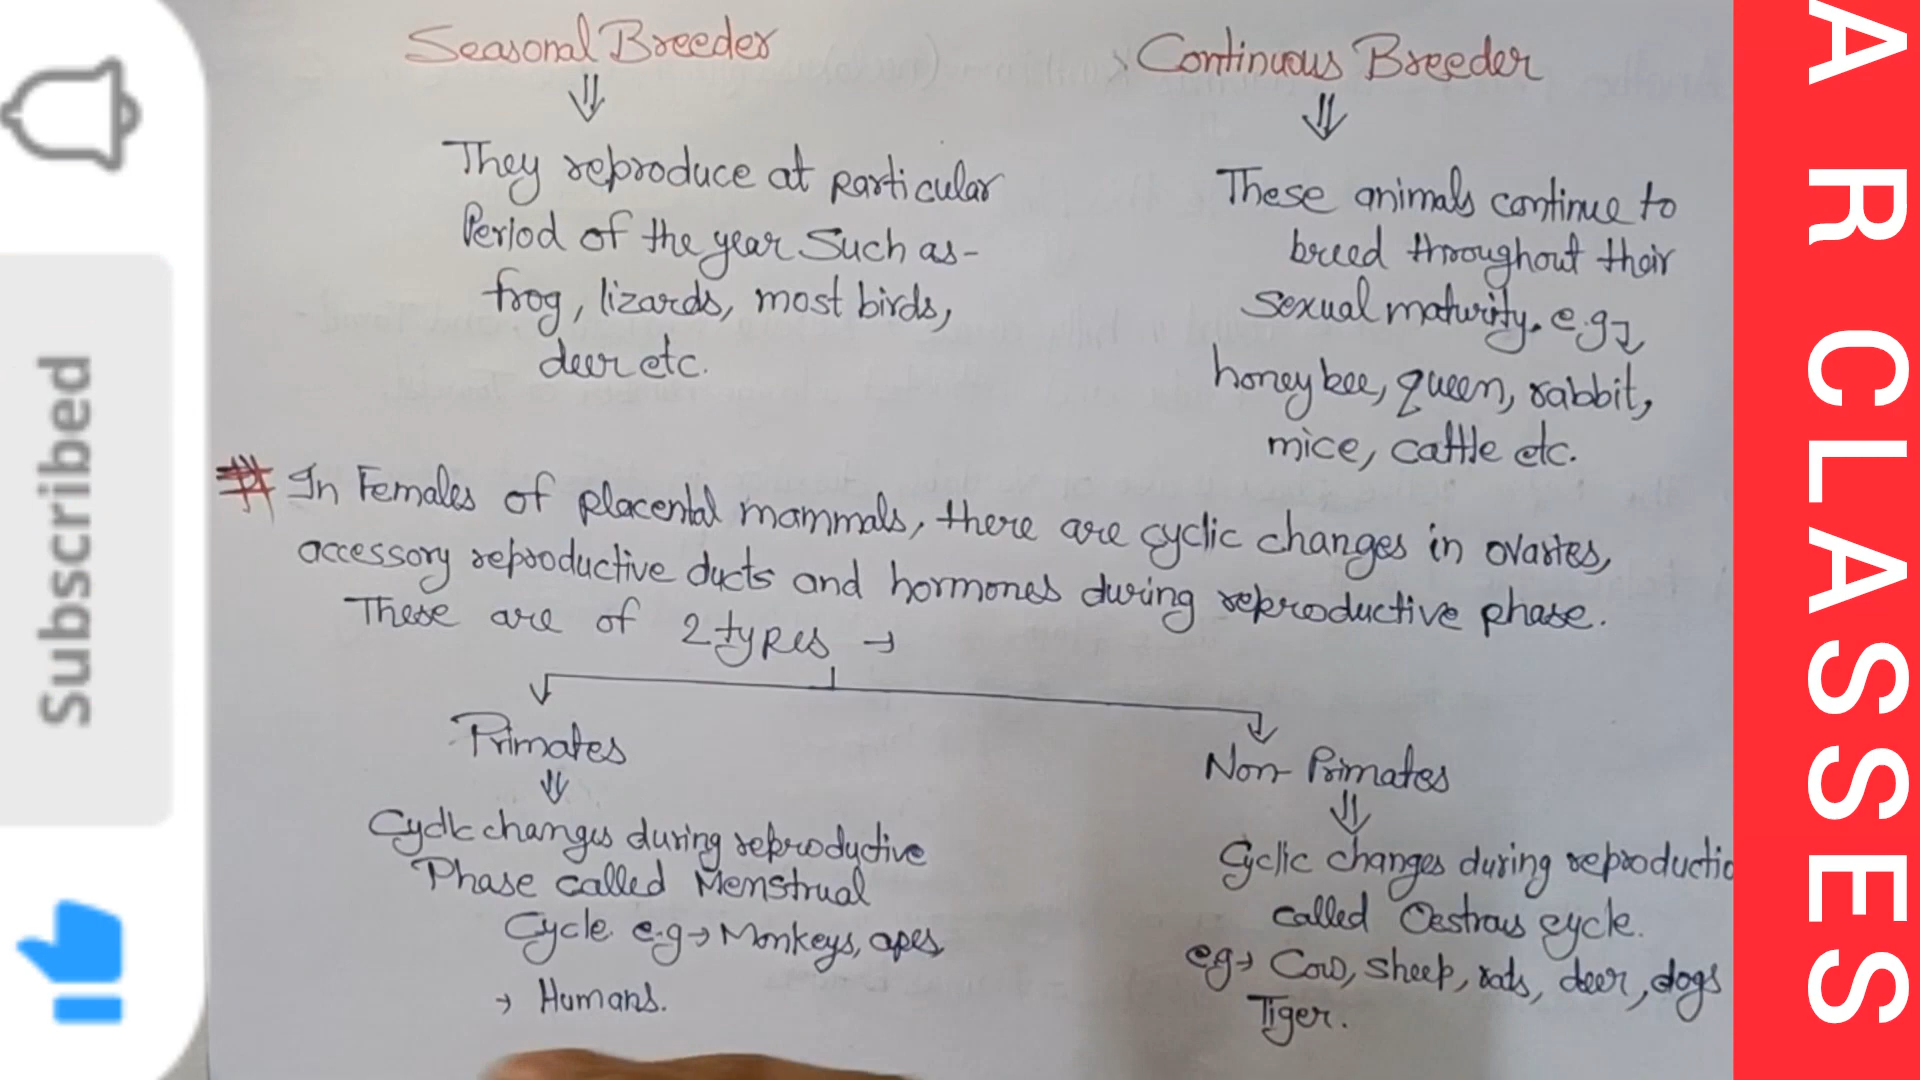 Seasonal Breeder
They reproduce at particular
Period of the year Such as-
frog, lizards, most birds,
deer etc.
Continuous Breeder
These animals continue to
breed throughout their
sexual maturity. e.g→
honey bee, queen, rabbit,
mice, cattle etc.
# In Females of placental mammals, there are cyclic changes in ovaries,
accessory reproductive ducts and hormones during reproductive phase.
These are of 2 types →
Primates
Cyclic changes during reproductive
Phase called Menstrual
Cycle e.g→ Monkeys, apes
→ Humans.
Non-Primates
Cyclic changes during reproductio
called Oestraus cycle.
eg→ Cow, sheep, rats, deer, dogs
Tiger.
Subscribed
A R CLASSES